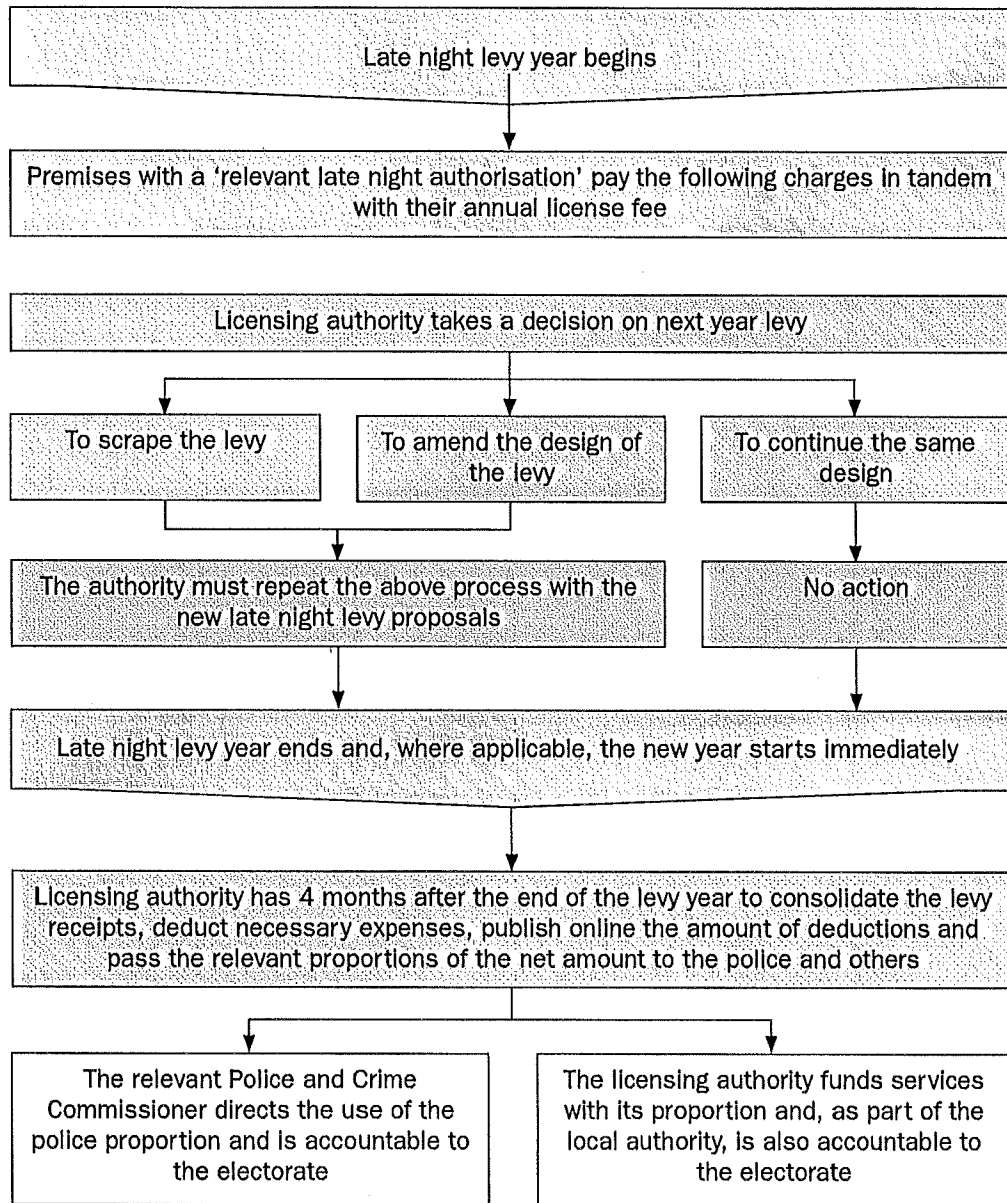 Late night levy year begins
Premises with a 'relevant late night authorisation' pay the following charges in tandem
with their annual license fee
Licensing authority takes a decision on next year levy
To scrape the levy
To amend the design of
the levy
To continue the same
design
The authority must repeat the above process with the
new late night levy proposals
No action
Late night levy year ends and, where applicable, the new year starts immediately
Licensing authority has 4 months after the end of the levy year to consolidate the levy
receipts, deduct necessary expenses, publish online the amount of deductions and
pass the relevant proportions of the net amount to the police and others
The relevant Police and Crime
Commissioner directs the use of the
police proportion and is accountable to
the electorate
The licensing authority funds services
with its proportion and, as part of the
local authority, is also accountable to
the electorate